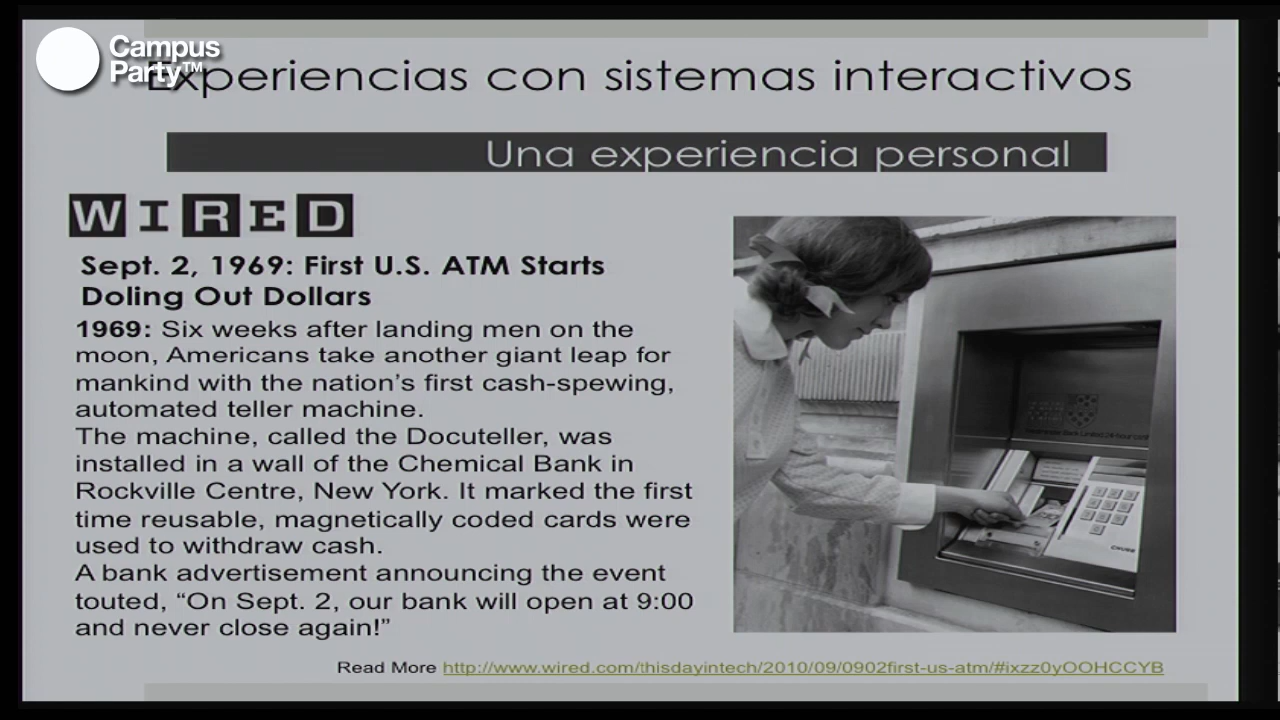 Campus
Party™
Experiencias con sistemas interactivos
Una experiencia personal
WIRED
Sept. 2, 1969: First U.S. ATM Starts
Doling Out Dollars
1969: Six weeks after landing men on the
moon, Americans take another giant leap for
mankind with the nation’s first cash-spewing,
automated teller machine.
The machine, called the Docuteller, was
installed in a wall of the Chemical Bank in
Rockville Centre, New York. It marked the first
time reusable, magnetically coded cards were
used to withdraw cash.
A bank advertisement announcing the event
touted, “On Sept. 2, our bank will open at 9:00
and never close again!”
Read More http://www.wired.com/thisdayintech/2010/09/0902first-us-atm/#ixzz0yOOHCCYB
CHUBB